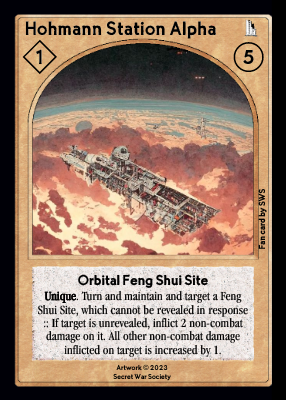 Hohmann Station Alpha
1
5
Fan card by SWS
Orbital Feng Shui Site
Unique. Turn and maintain and target a Feng
Shui Site, which cannot be revealed in response
:: If target is unrevealed, inflict 2 non-combat
damage on it. All other non-combat damage
inflicted on target is increased by 1.
Artwork © 2023
Secret War Society